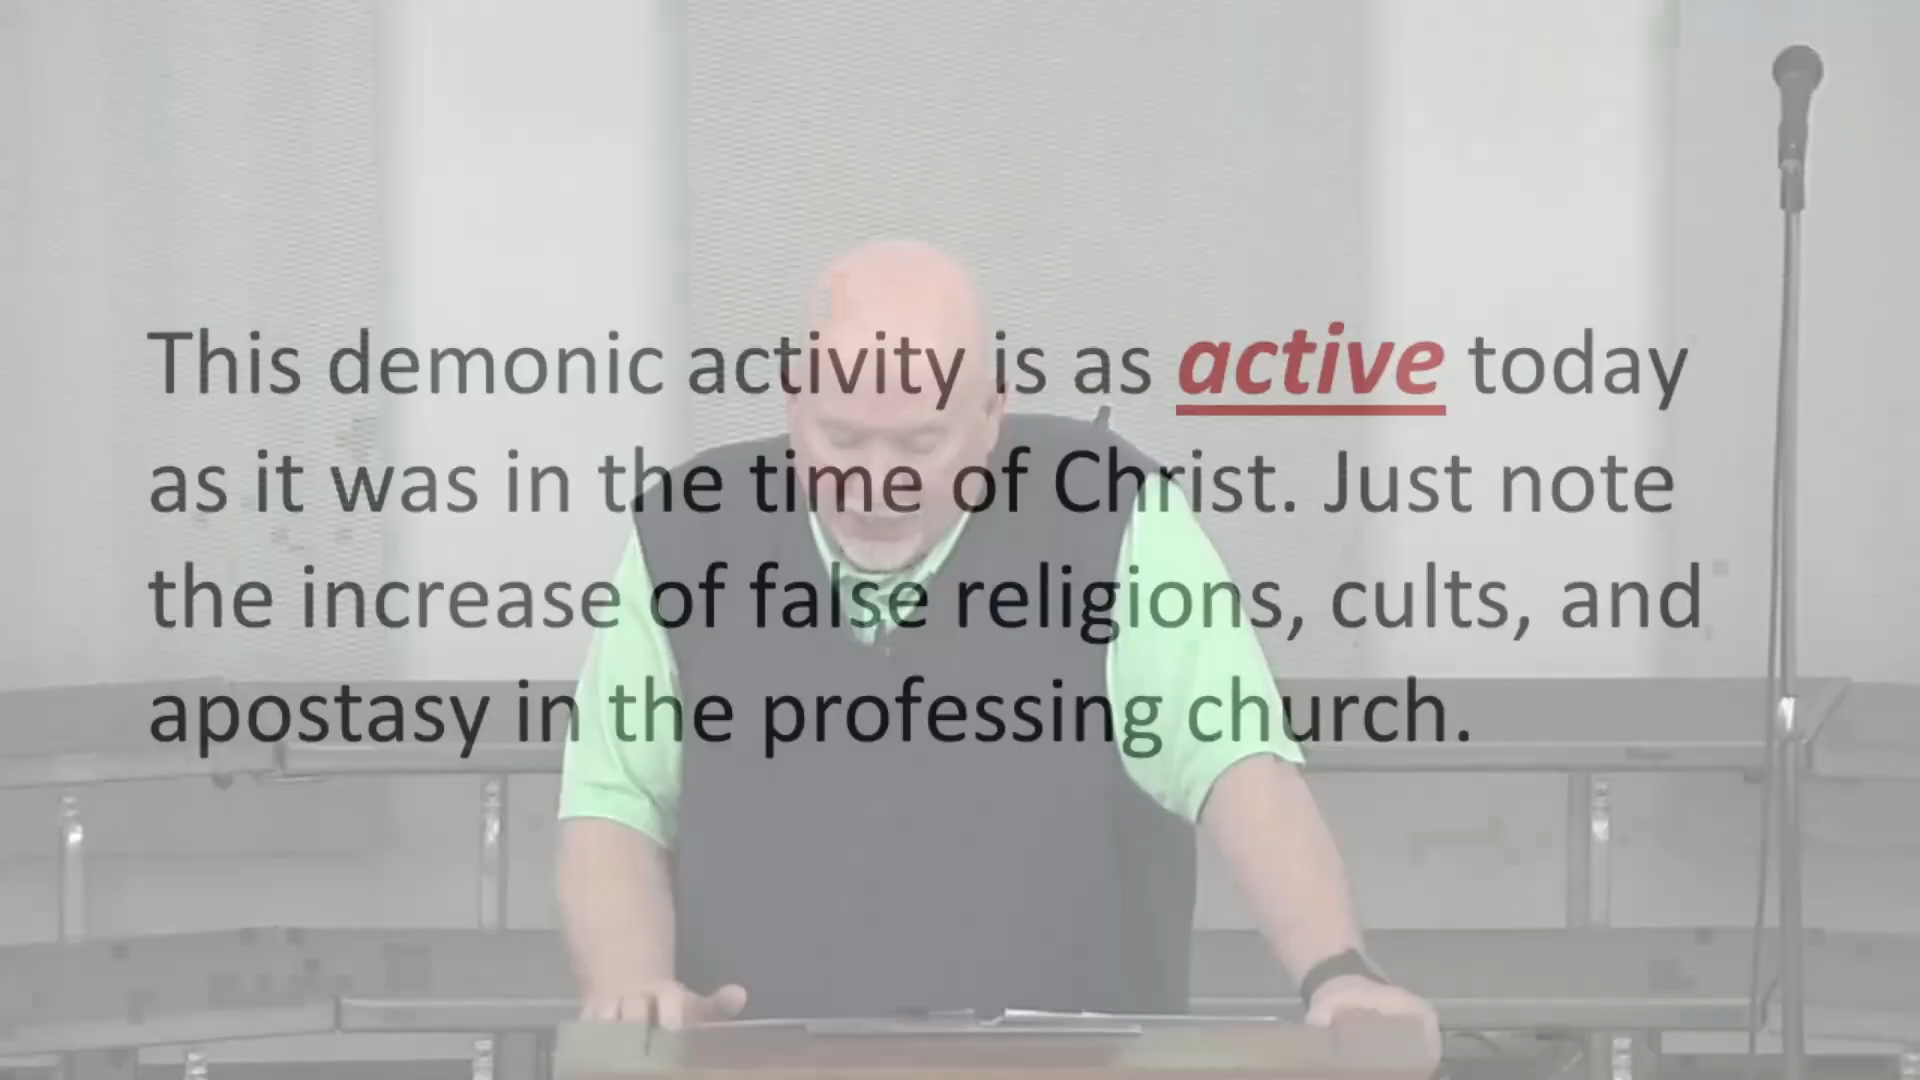 This demonic activity is as active today
as it was in the time of Christ. Just note
the increase of false religions, cults, and
apostasy in the professing church.